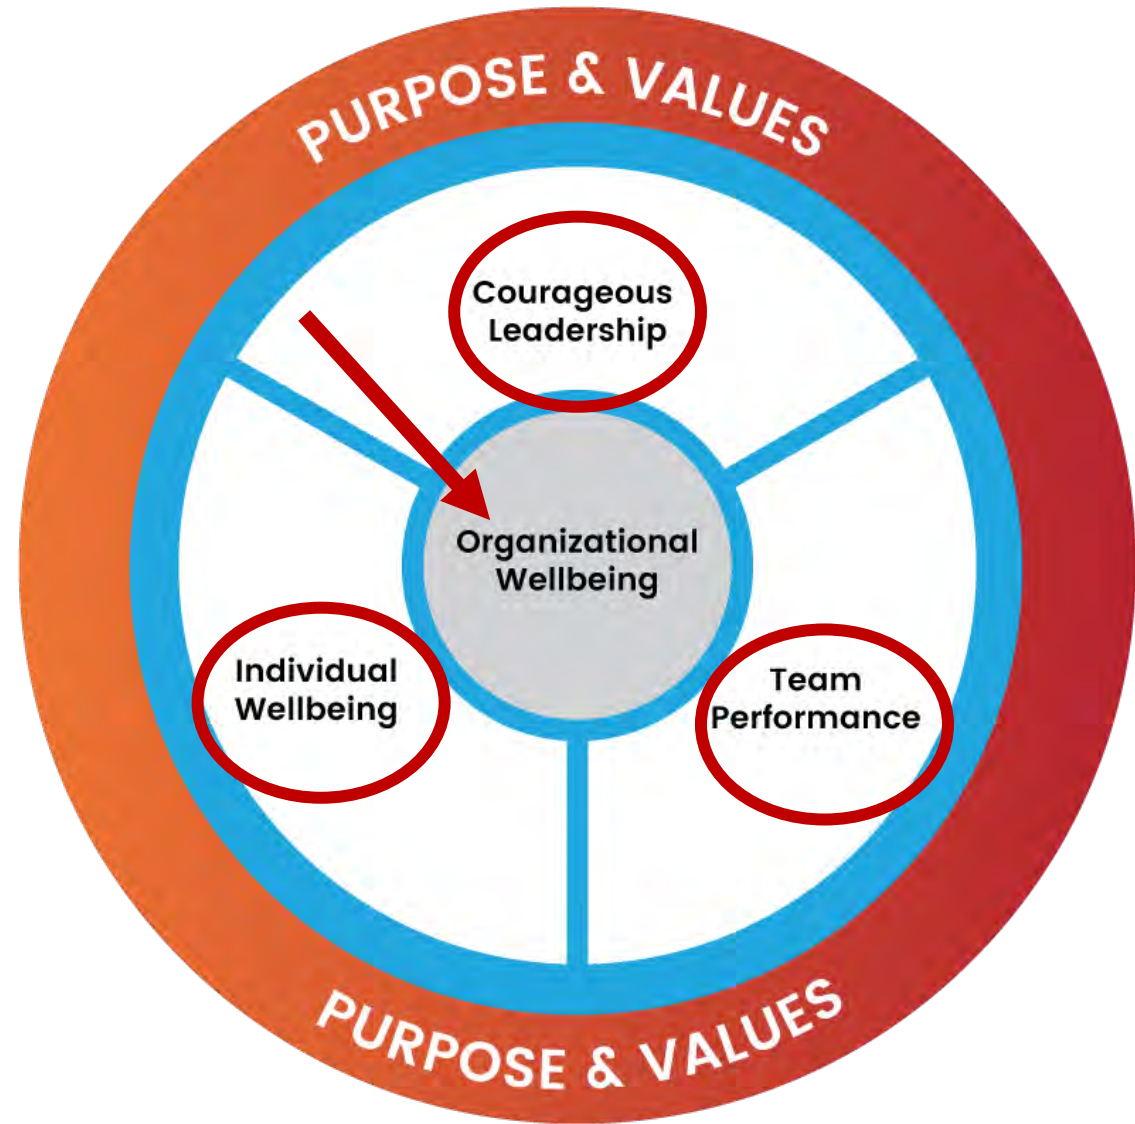 PURPOSE & VALUES
Courageous
Leadership
Organizational
Wellbeing
Individual
Wellbeing
Team
Performance
PURPOSE & VALUES